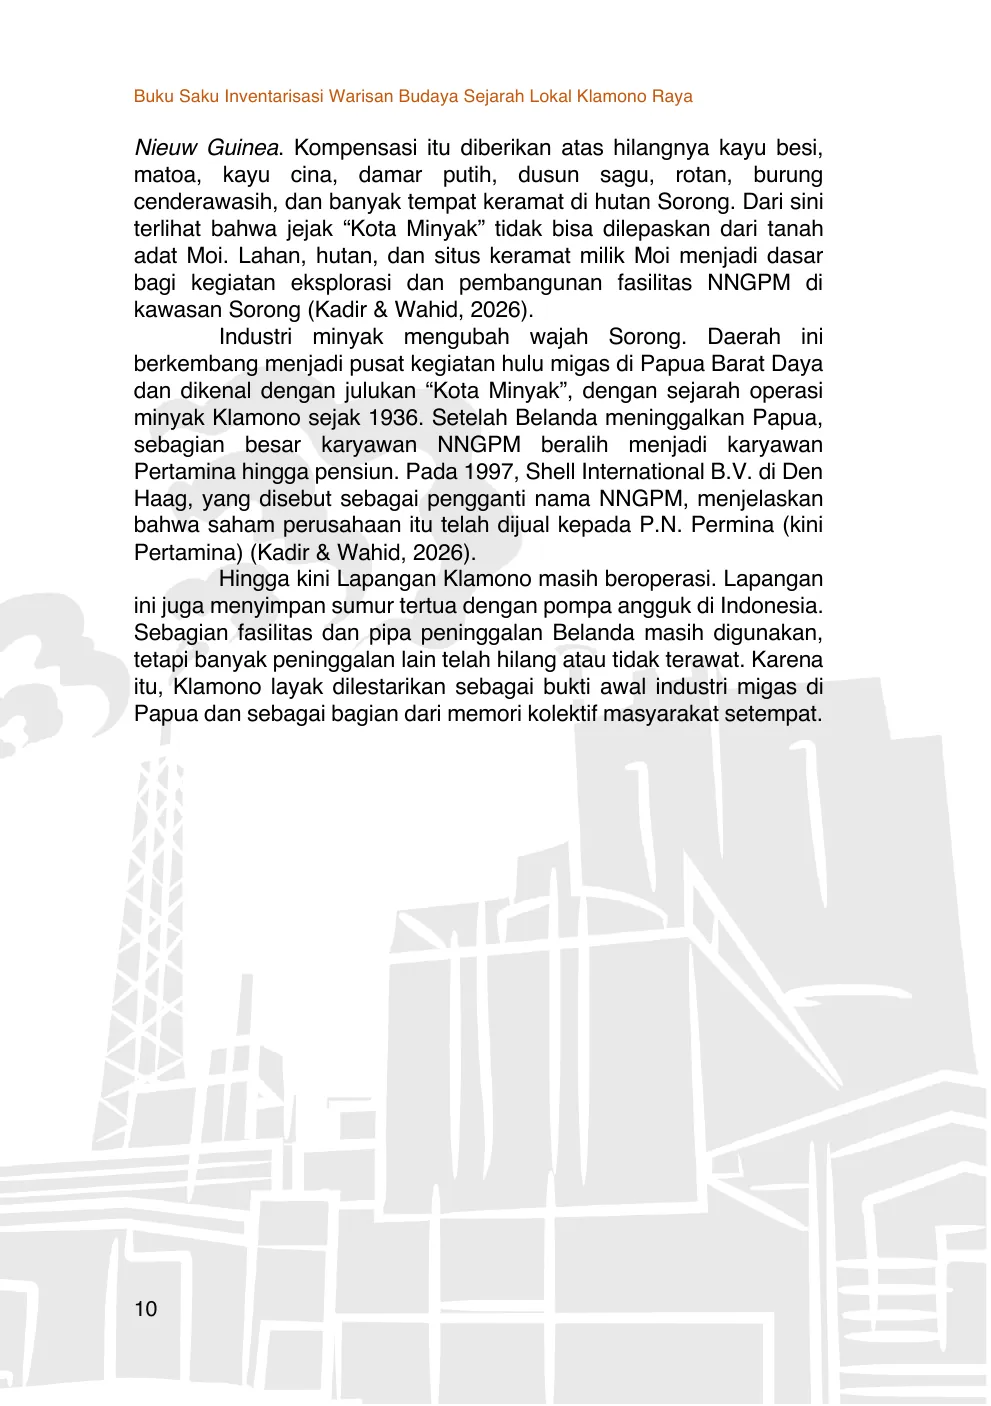 Buku Saku Inventarisasi Warisan Budaya Sejarah Lokal Klamono Raya
Nieuw Guinea. Kompensasi itu diberikan atas hilangnya kayu besi,
matoa, kayu cina, damar putih, dusun sagu, rotan, burung
cenderawasih, dan banyak tempat keramat di hutan Sorong. Dari sini
terlihat bahwa jejak “Kota Minyak” tidak bisa dilepaskan dari tanah
adat Moi. Lahan, hutan, dan situs keramat milik Moi menjadi dasar
bagi kegiatan eksplorasi dan pembangunan fasilitas NNGPM di
kawasan Sorong (Kadir & Wahid, 2026).
Industri minyak mengubah wajah Sorong. Daerah ini
berkembang menjadi pusat kegiatan hulu migas di Papua Barat Daya
dan dikenal dengan julukan “Kota Minyak”, dengan sejarah operasi
minyak Klamono sejak 1936. Setelah Belanda meninggalkan Papua,
sebagian besar karyawan NNGPM beralih menjadi karyawan
Pertamina hingga pensiun. Pada 1997, Shell International B.V. di Den
Haag, yang disebut sebagai pengganti nama NNGPM, menjelaskan
bahwa saham perusahaan itu telah dijual kepada P.N. Permina (kini
Pertamina) (Kadir & Wahid, 2026).
Hingga kini Lapangan Klamono masih beroperasi. Lapangan
ini juga menyimpan sumur tertua dengan pompa angguk di Indonesia.
Sebagian fasilitas dan pipa peninggalan Belanda masih digunakan,
tetapi banyak peninggalan lain telah hilang atau tidak terawat. Karena
itu, Klamono layak dilestarikan sebagai bukti awal industri migas di
Papua dan sebagai bagian dari memori kolektif masyarakat setempat.
10